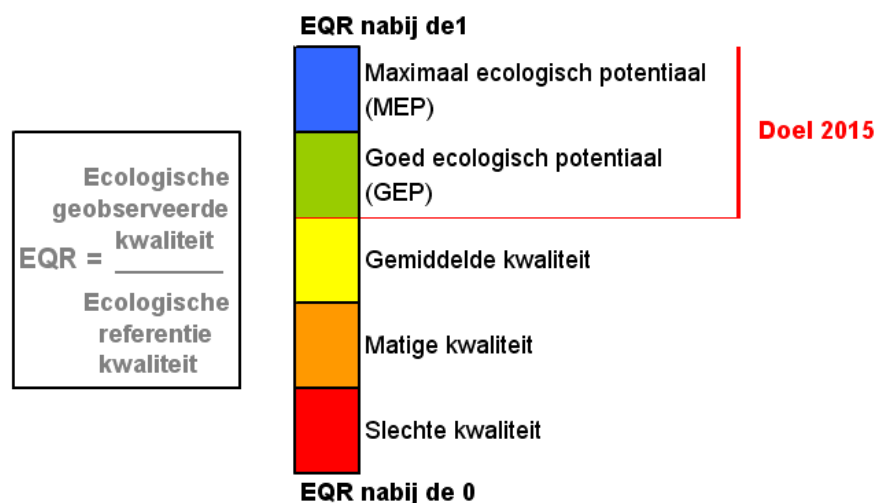 EQR nabij de1
Maximaal ecologisch potentiaal
(MEP)
Doel 2015
Goed ecologisch potentiaal
(GEP)
Ecologische
geobserveerde
kwaliteit
EQR =
Ecologische
referentie
kwaliteit
Gemiddelde kwaliteit
Matige kwaliteit
Slechte kwaliteit
EQR nabij de 0